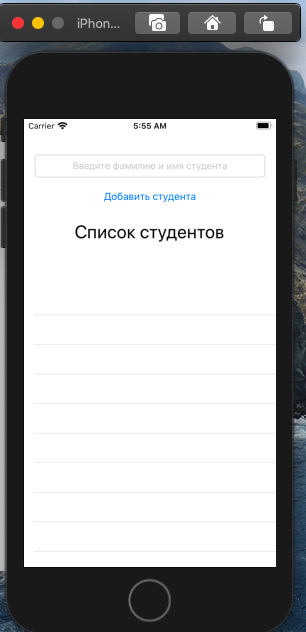 iPhon...
Carrier
5:55 AM
Введите фамилию и имя студента
Добавить студента
Список студентов